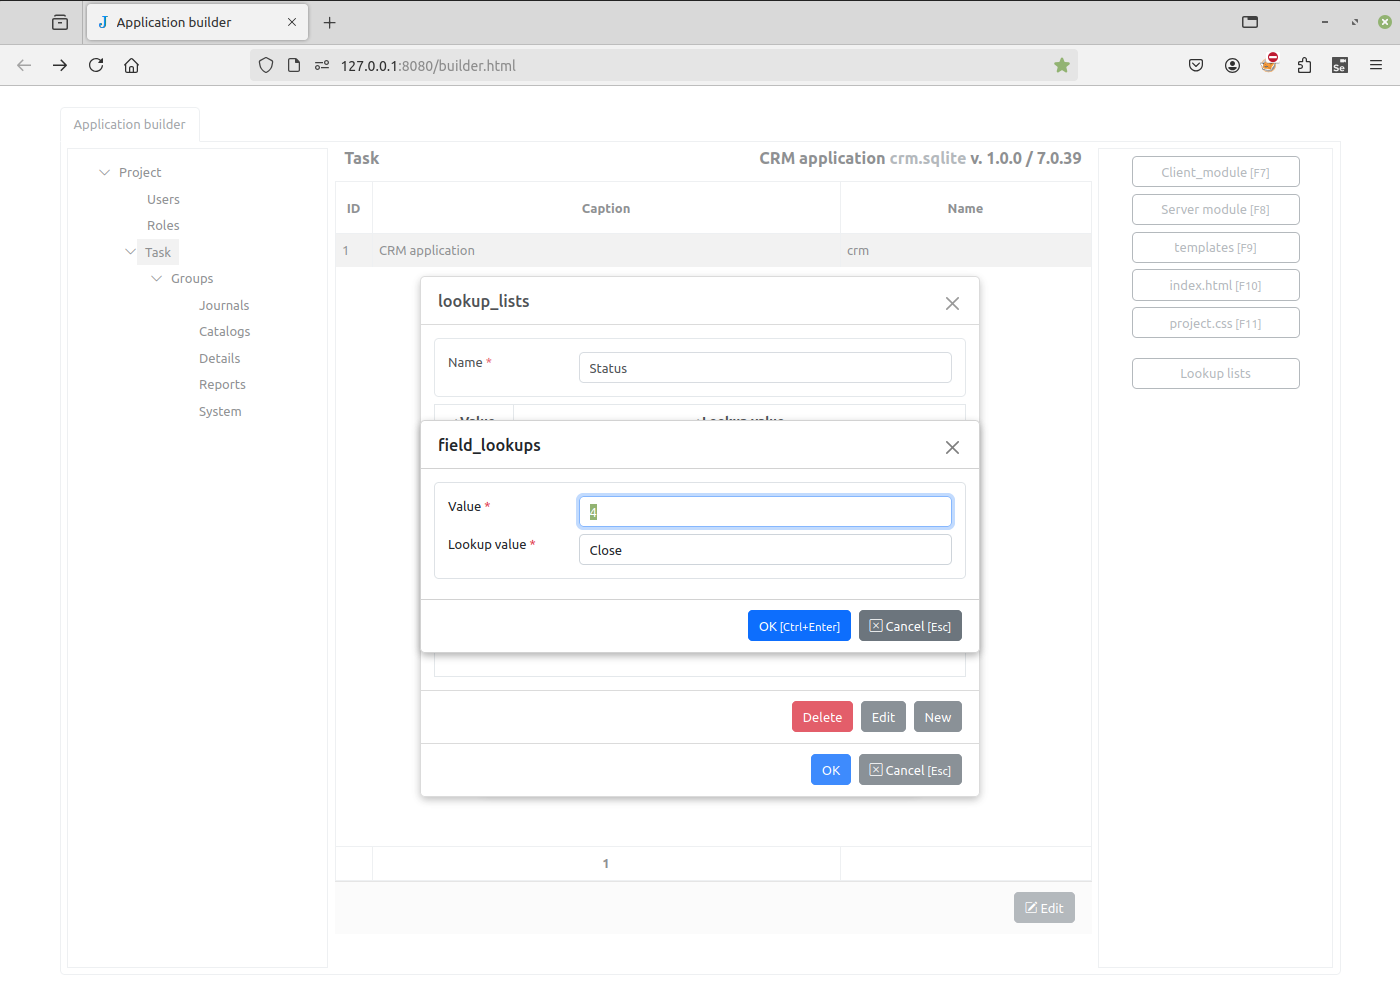 Application builder
127.0.0.1:8080/builder.html
Se
Application builder
Project
Users
Roles
Task
Groups
Journals
Catalogs
Details
Reports
System
Task
CRM application crm.sqlite v. 1.0.0 / 7.0.39
ID Caption Name
1 CRM application crm
lookup_lists
Name *
Status
Value Lookup value
field_lookups
Value *
4
Lookup value *
Close
OK [Ctrl+Enter]
Cancel [Esc]
Delete
Edit
New
OK
Cancel [Esc]
1
Edit
Client_module [F7]
Server module [F8]
templates [F9]
index.html [F10]
project.css [F11]
Lookup lists